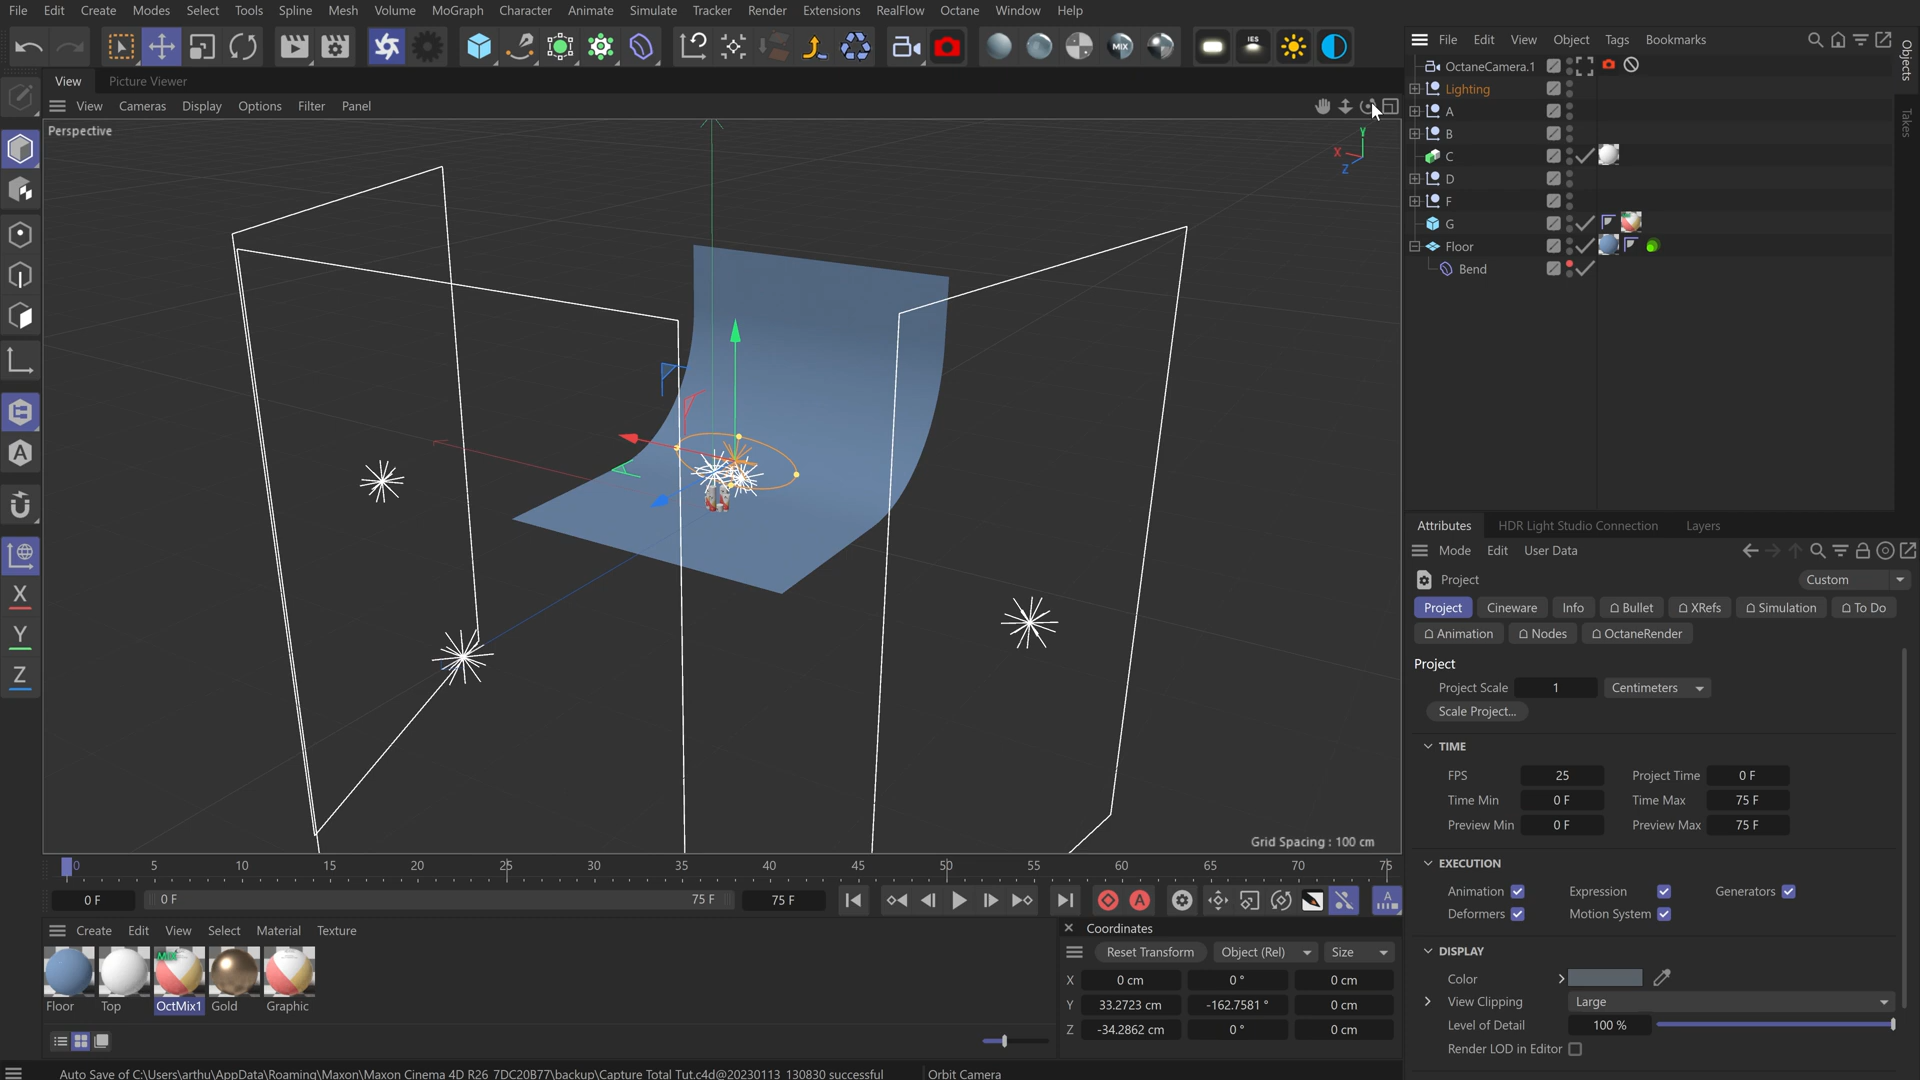 File Edit Create Modes Select Tools Spline Mesh Volume MoGraph Character Animate Simulate Tracker Render Extensions RealFlow Octane Window Help
MIX IES
File Edit View Object Tags Bookmarks
View Picture Viewer
OctaneCamera.1
Objects
View Cameras Display Options Filter Panel
Lighting
A
Takes
Perspective
B
Y
X
Z
C
D
F
G
Floor
Bend
Attributes HDR Light Studio Connection Layers
Mode Edit User Data
Project Custom
Project Cineware Info Bullet XRefs Simulation To Do
Animation Nodes OctaneRender
Project
Project Scale 1 Centimeters
Scale Project...
TIME
FPS 25 Project Time 0 F
Time Min 0 F Time Max 75 F
Preview Min 0 F Preview Max 75 F
EXECUTION
Animation Expression Generators
Deformers Motion System
DISPLAY
Color
View Clipping Large
Level of Detail 100 %
Render LOD in Editor
X
Y
Z
Grid Spacing : 100 cm
0 5 10 15 20 25 30 35 40 45 50 55 60 65 70 75
0 F 0 F 75 F 75 F
Create Edit View Select Material Texture
Floor Top OctMix1 Gold Graphic
Coordinates
Reset Transform Object (Rel) Size
X 0 cm 0 ° 0 cm
Y 33.2723 cm -162.7581 ° 0 cm
Z -34.2862 cm 0 ° 0 cm
Auto Save of C:\Users\arthu\AppData\Roaming\Maxon\Maxon Cinema 4D R26_7DC20B77\backup\Capture Total Tut.c4d@20230113_130830 successful Orbit Camera